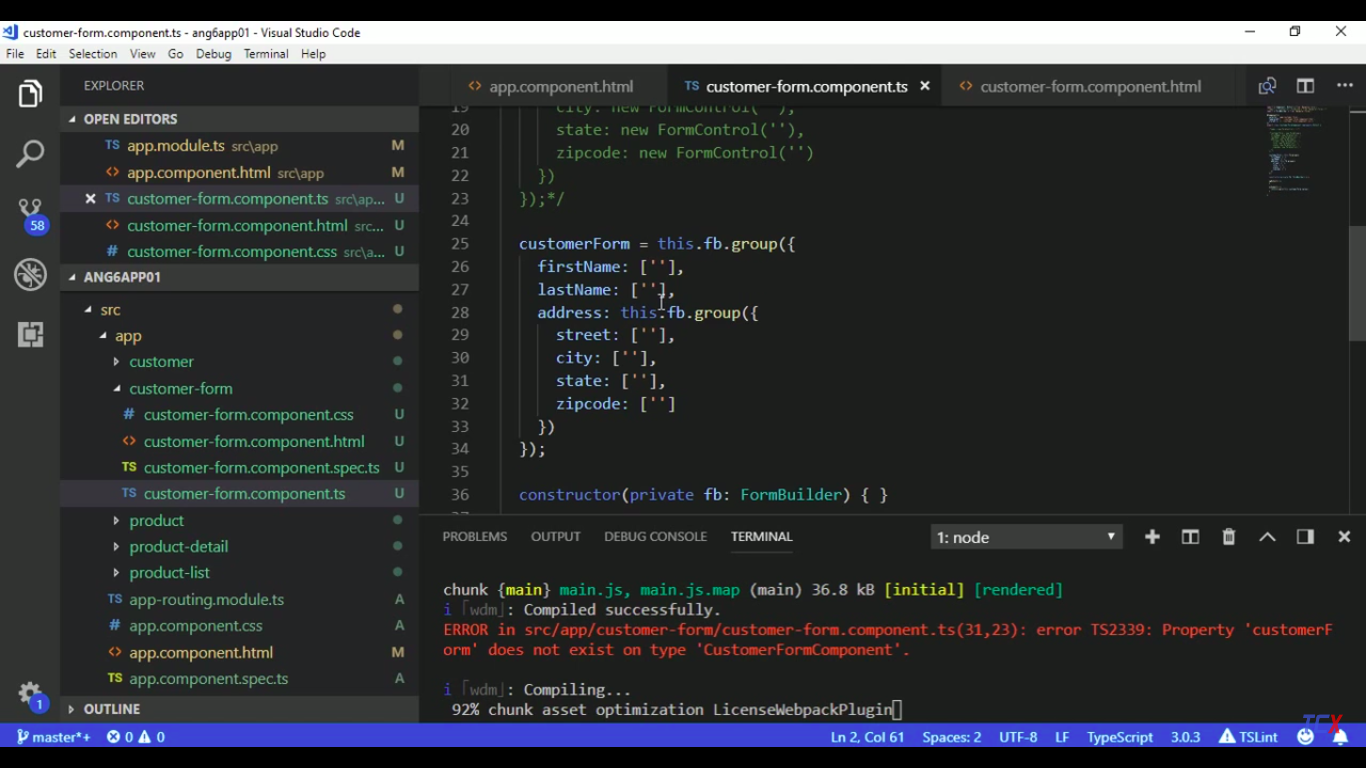 customer-form.component.ts - ang6app01 - Visual Studio Code
File Edit Selection View Go Debug Terminal Help
EXPLORER
app.component.html
TS customer-form.component.ts
customer-form.component.html
OPEN EDITORS
TS app.module.ts src\app M
app.component.html src\app M
TS customer-form.component.ts src\ap... U
customer-form.component.html src... U
# customer-form.component.css src\a... U
ANG6APP01
src
app
customer
customer-form
# customer-form.component.css U
customer-form.component.html U
TS customer-form.component.spec.ts U
TS customer-form.component.ts U
product
product-detail
product-list
TS app-routing.module.ts A
# app.component.css A
app.component.html M
TS app.component.spec.ts A
OUTLINE
58
1
19 city: new FormControl(''),
20 state: new FormControl(''),
21 zipcode: new FormControl('')
22 })
23 });*/
24
25 customerForm = this.fb.group({
26 firstName: [''],
27 lastName: [''],
28 address: this.fb.group({
29 street: [''],
30 city: [''],
31 state: [''],
32 zipcode: ['']
33 })
34 });
35
36 constructor(private fb: FormBuilder) { }
PROBLEMS OUTPUT DEBUG CONSOLE TERMINAL 1: node
chunk {main} main.js, main.js.map (main) 36.8 kB [initial] [rendered]
i ｢wdm｣: Compiled successfully.
ERROR in src/app/customer-form/customer-form.component.ts(31,23): error TS2339: Property 'customerF
orm' does not exist on type 'CustomerFormComponent'.
i ｢wdm｣: Compiling...
92% chunk asset optimization LicenseWebpackPlugin
master*+ 0 0 Ln 2, Col 61 Spaces: 2 UTF-8 LF TypeScript 3.0.3 TSLint